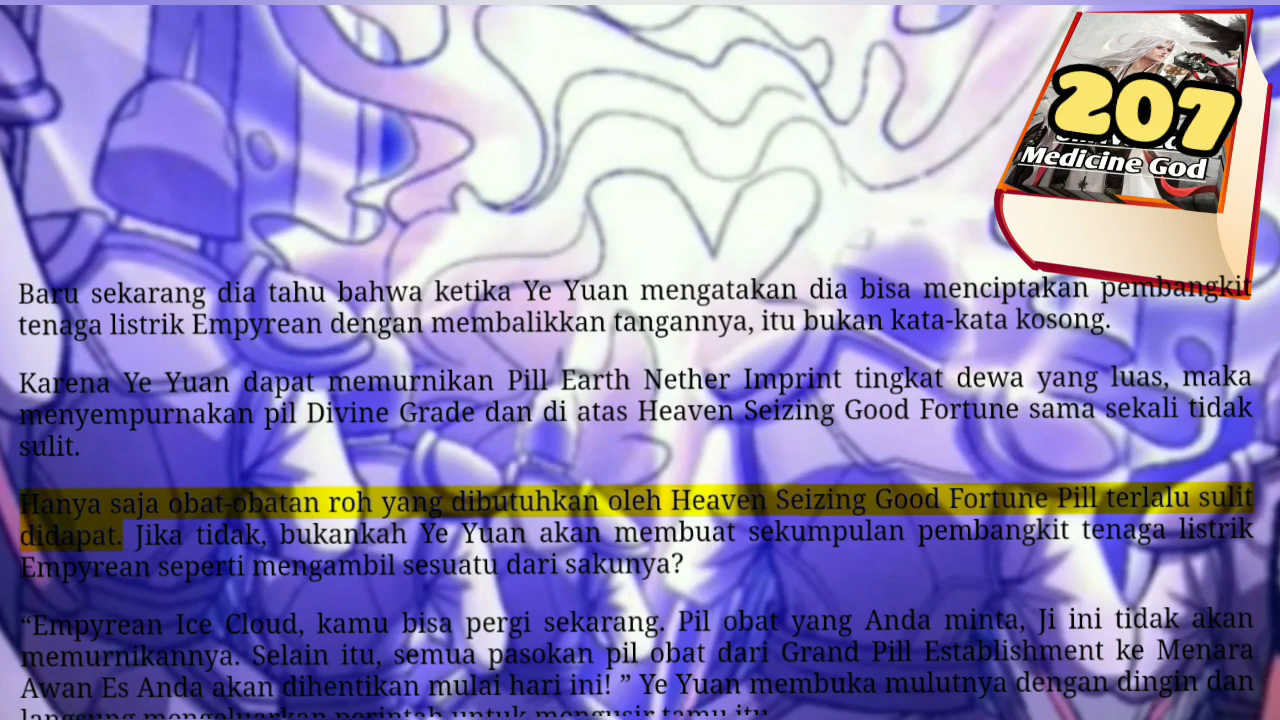 207
Medicine God
Baru sekarang dia tahu bahwa ketika Ye Yuan mengatakan dia bisa menciptakan pembangkit
tenaga listrik Empyrean dengan membalikkan tangannya, itu bukan kata-kata kosong.
Karena Ye Yuan dapat memurnikan Pill Earth Nether Imprint tingkat dewa yang luas, maka
menyempurnakan pil Divine Grade dan di atas Heaven Seizing Good Fortune sama sekali tidak
sulit.
Hanya saja obat-obatan roh yang dibutuhkan oleh Heaven Seizing Good Fortune Pill terlalu sulit
didapat. Jika tidak, bukankah Ye Yuan akan membuat sekumpulan pembangkit tenaga listrik
Empyrean seperti mengambil sesuatu dari sakunya?
“Empyrean Ice Cloud, kamu bisa pergi sekarang. Pil obat yang Anda minta, Ji ini tidak akan
memurnikannya. Selain itu, semua pasokan pil obat dari Grand Pill Establishment ke Menara
Awan Es Anda akan dihentikan mulai hari ini! ” Ye Yuan membuka mulutnya dengan dingin dan
langsung mengeluarkan perintah untuk mengusir tamu itu.